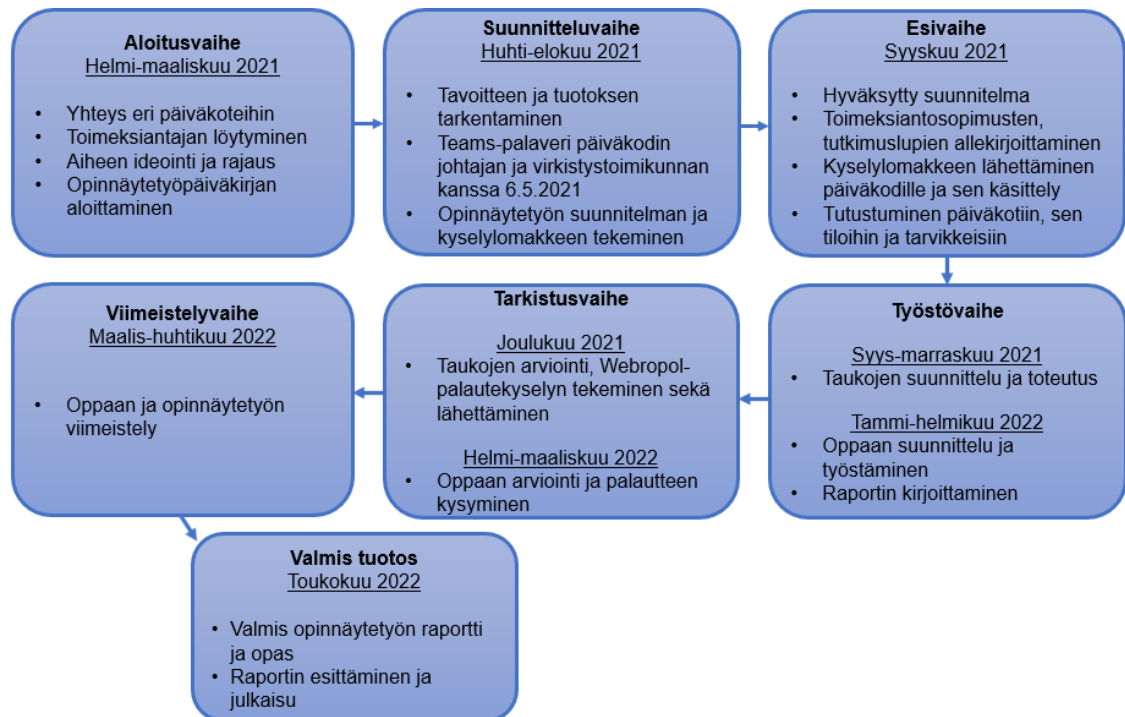 Aloitusvaihe
Helmi-maaliskuu 2021
• Yhteys eri päiväkoteihin
• Toimeksiantajan löytyminen
• Aiheen ideointi ja rajaus
• Opinnäytetyöpäiväkirjan
aloittaminen
Suunnitteluvaihe
Huhti-elokuu 2021
• Tavoitteen ja tuotoksen
tarkentaminen
• Teams-palaveri päiväkodin
johtajan ja virkistystoimikunnan
kanssa 6.5.2021
• Opinnäytetyön suunnitelman ja
kyselylomakkeen tekeminen
Esivaihe
Syyskuu 2021
• Hyväksytty suunnitelma
• Toimeksiantosopimusten,
tutkimuslupien allekirjoittaminen
• Kyselylomakkeen lähettäminen
päiväkodille ja sen käsittely
• Tutustuminen päiväkotiin, sen
tiloihin ja tarvikkeisiin
Työstövaihe
Syys-marraskuu 2021
• Taukojen suunnittelu ja toteutus
Tammi-helmikuu 2022
• Oppaan suunnittelu ja
työstäminen
• Raportin kirjoittaminen
Tarkistusvaihe
Joulukuu 2021
• Taukojen arviointi, Webropol-
palautekyselyn tekeminen sekä
lähettäminen
Helmi-maaliskuu 2022
• Oppaan arviointi ja palautteen
kysyminen
Viimeistelyvaihe
Maalis-huhtikuu 2022
• Oppaan ja opinnäytetyön
viimeistely
Valmis tuotos
Toukokuu 2022
• Valmis opinnäytetyön raportti
ja opas
• Raportin esittäminen ja
julkaisu